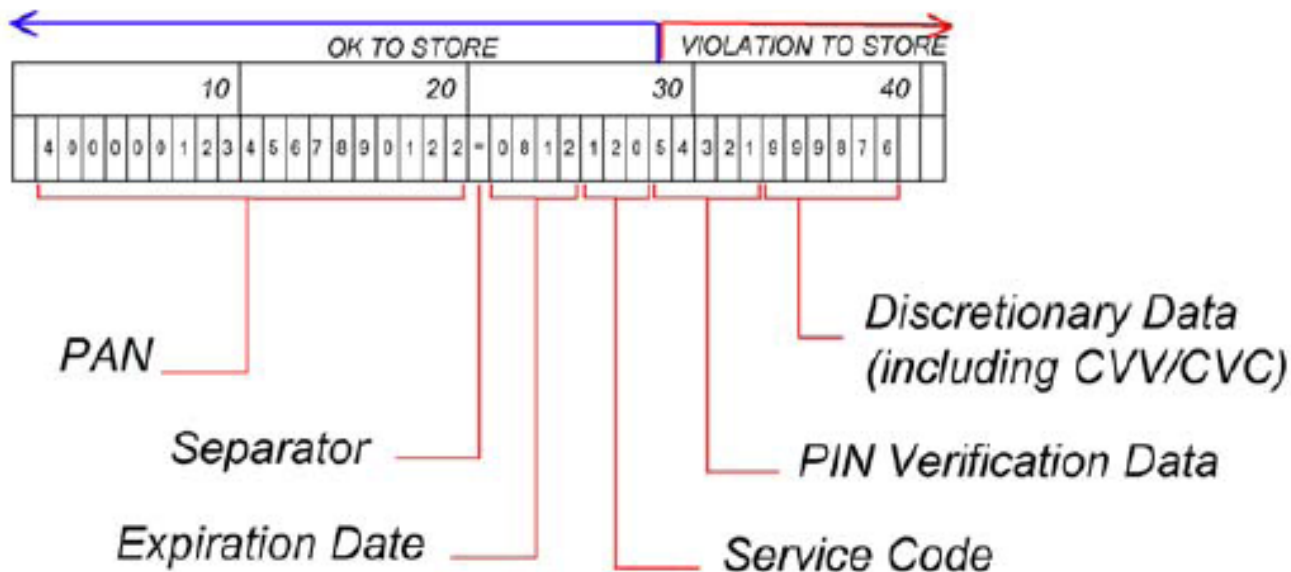 OK TO STORE VIOLATION TO STORE
10 20 30 40
4 0 0 0 0 0 1 2 3 4 5 6 7 8 9 0 1 2 2 = 0 8 1 2 1 2 0 5 4 3 2 1 9 9 9 8 7 6
Discretionary Data
PAN (including CVV/CVC)
Separator PIN Verification Data
Expiration Date Service Code